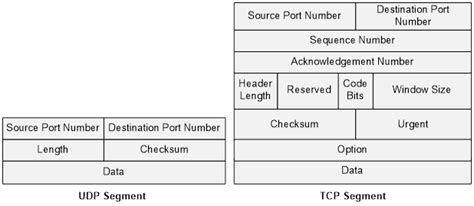 Source Port Number Destination Port Number
Length Checksum
Data
UDP Segment
Source Port Number Destination Port
Number
Sequence Number
Acknowledgement Number
Header
Length Reserved Code
Bits Window Size
Checksum Urgent
Option
Data
TCP Segment